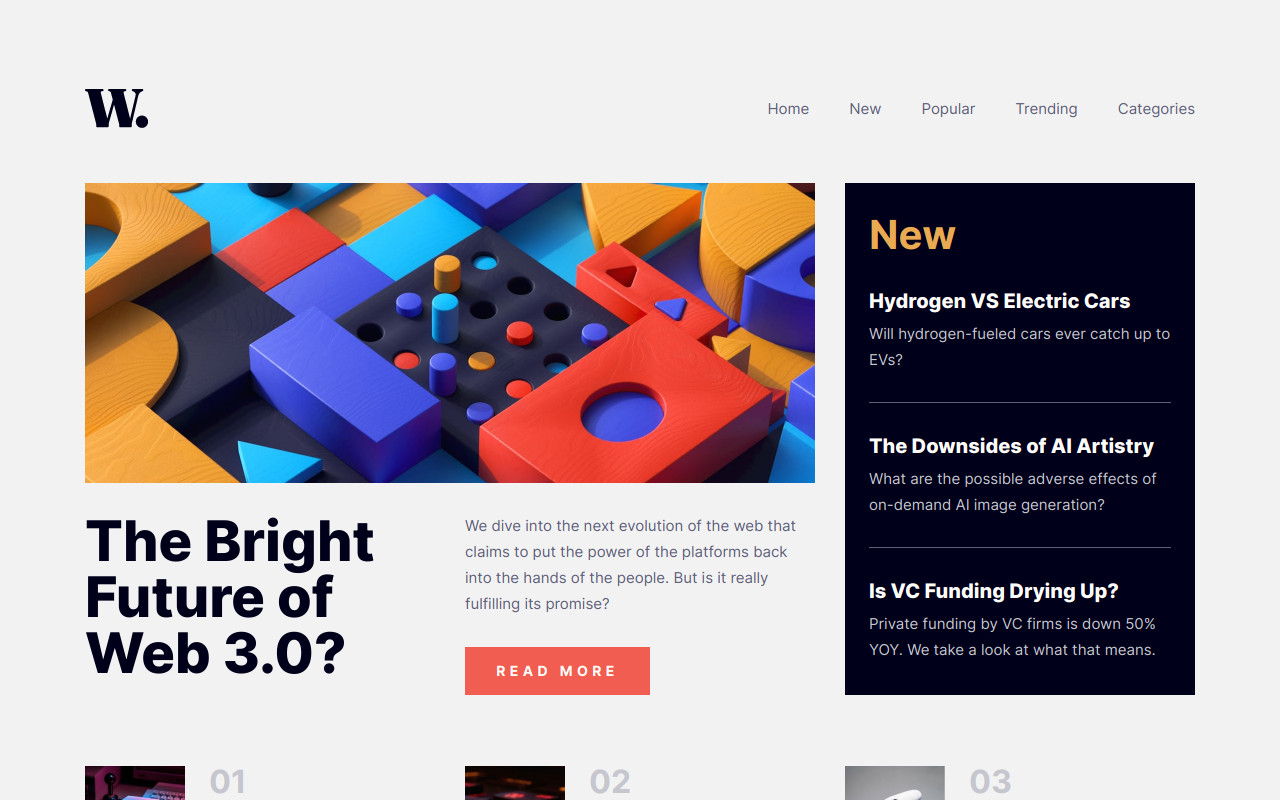 W.
Home New Popular Trending Categories
The Bright
Future of
Web 3.0?
We dive into the next evolution of the web that
claims to put the power of the platforms back
into the hands of the people. But is it really
fulfilling its promise?
READ MORE
New
Hydrogen VS Electric Cars
Will hydrogen-fueled cars ever catch up to
EVs?
The Downsides of AI Artistry
What are the possible adverse effects of
on-demand AI image generation?
Is VC Funding Drying Up?
Private funding by VC firms is down 50%
YOY. We take a look at what that means.
01
02
03